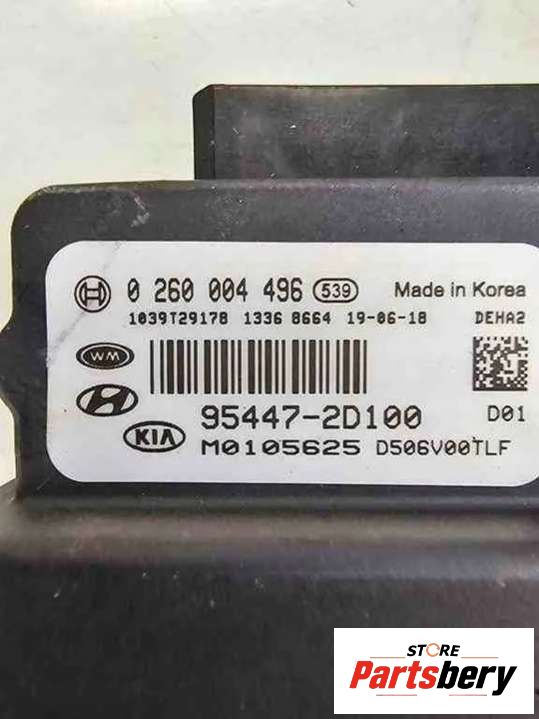 0 260 004 496 539 Made in Korea
1039T29178 1336 8664 19-06-18 DEHA2
WM
95447-2D100 D01
KIA M0105625 D506V00TLF
STORE
Partsbery